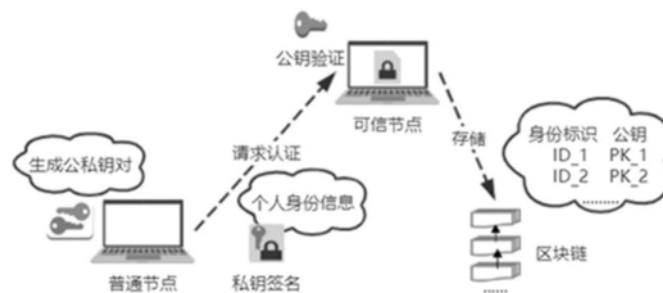 公钥验证
可信节点
生成公私钥对
请求认证
存储
身份标识 公钥
ID_1 PK_1
ID_2 PK_2
.........
个人身份信息
普通节点
私钥签名
区块链
......